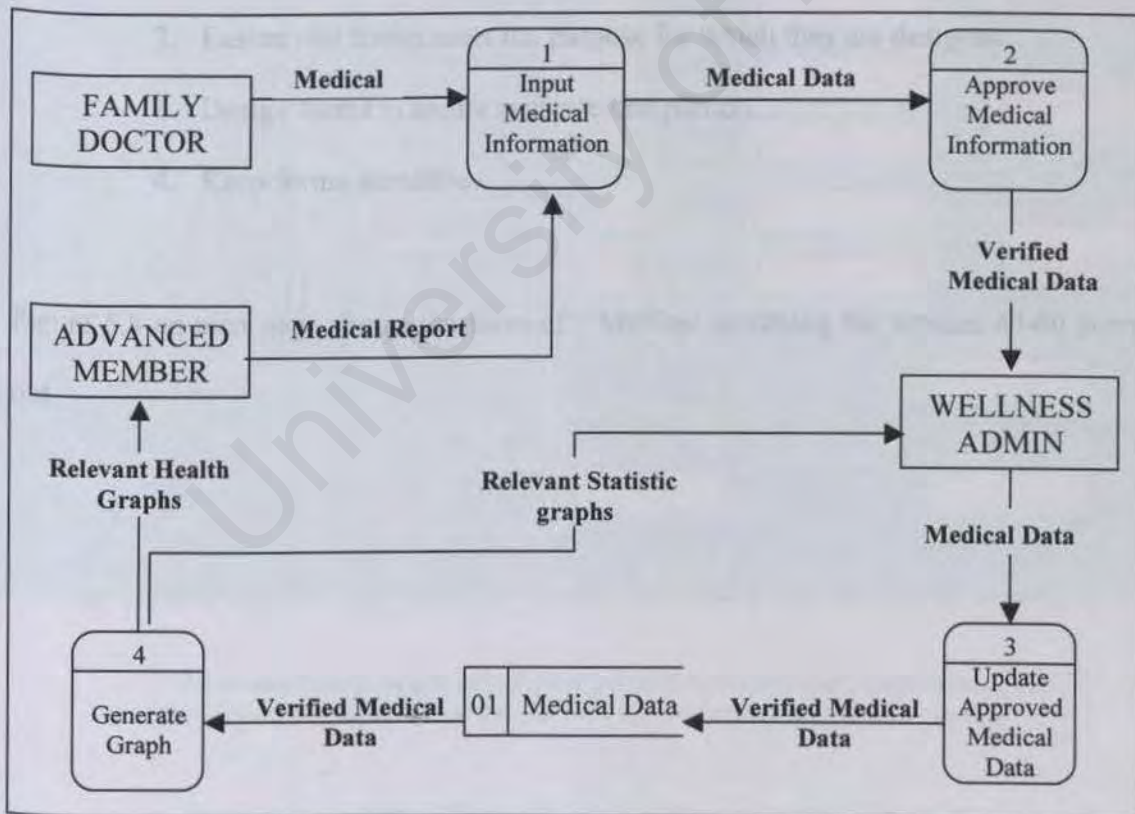 University of
FAMILY
DOCTOR
Medical
1
Input
Medical
Information
Medical Data
2
Approve
Medical
Information
Verified
Medical Data
ADVANCED
MEMBER
Medical Report
WELLNESS
ADMIN
Relevant Health
Graphs
Relevant Statistic
graphs
Medical Data
4
Generate
Graph
Verified Medical
Data
01 Medical Data
Verified Medical
Data
3
Update
Approved
Medical
Data